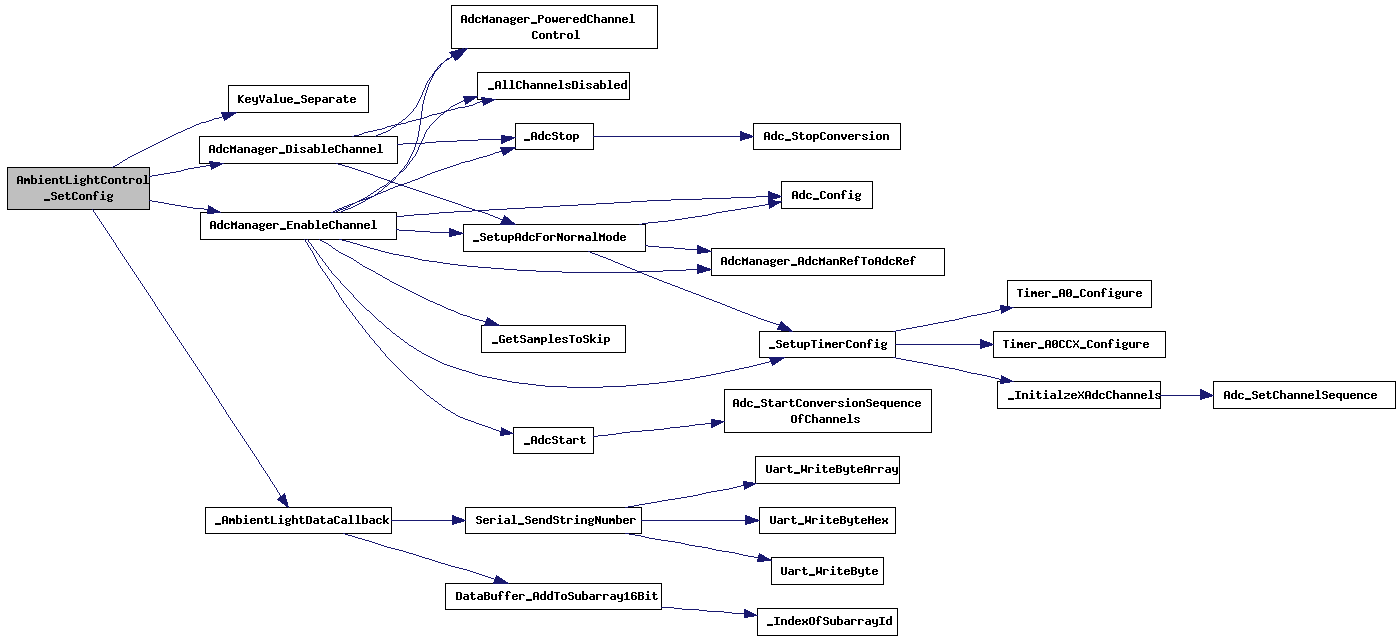 AdcManager_PoweredChannel
Control
_AllChannelsDisabled
KeyValue_Separate
_AdcStop
Adc_StopConversion
AdcManager_DisableChannel
AmbientLightControl
_SetConfig
Adc_Config
AdcManager_EnableChannel
_SetupAdcForNormalMode
AdcManager_AdcManRefToAdcRef
Timer_A0_Configure
_GetSamplesToSkip
_SetupTimerConfig
Timer_A0CCX_Configure
_InitialzeXAdcChannels
Adc_SetChannelSequence
Adc_StartConversionSequence
OfChannels
_AdcStart
Uart_WriteByteArray
_AmbientLightDataCallback
Serial_SendStringNumber
Uart_WriteByteHex
Uart_WriteByte
DataBuffer_AddToSubarray16Bit
_IndexOfSubarrayId